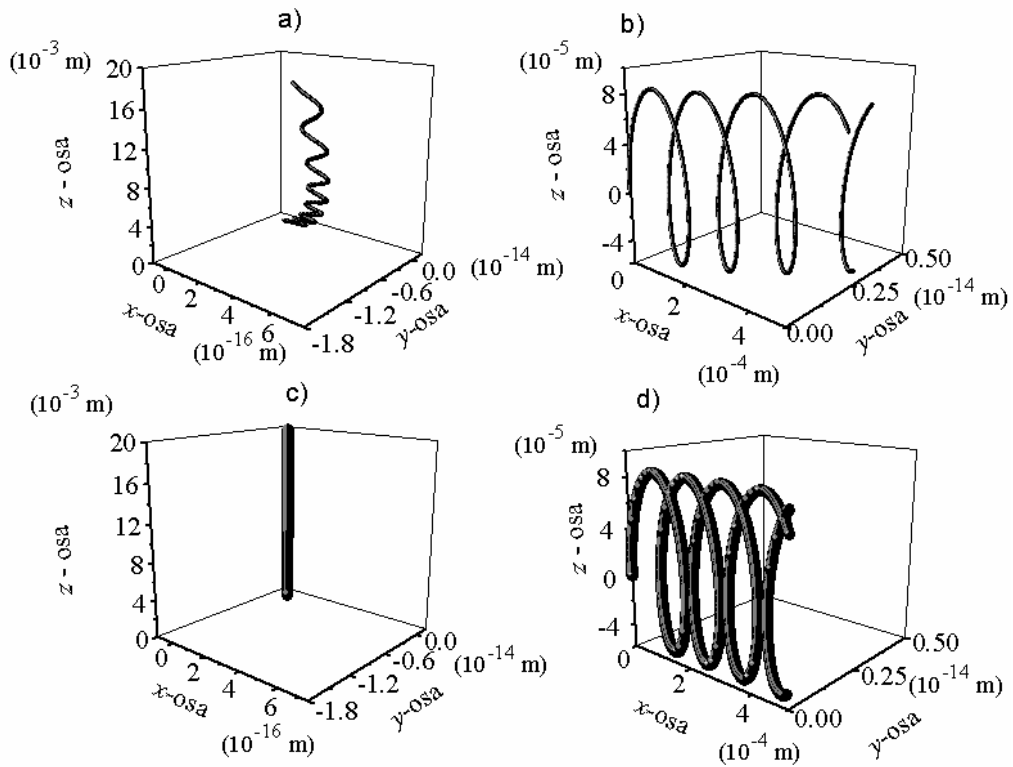 a)
(10^-3 m)
20
16
12
8
4
0
z - osa
0
2
4
6
x-osa
(10^-16 m)
-1.8
-1.2
-0.6
0.0
y-osa
(10^-14 m)
b)
(10^-5 m)
8
4
0
-4
z - osa
0
2
4
x-osa
(10^-4 m)
0.00
0.25
0.50
y-osa
(10^-14 m)
c)
(10^-3 m)
20
16
12
8
4
0
z - osa
0
2
4
6
x-osa
(10^-16 m)
-1.8
-1.2
-0.6
0.0
y-osa
(10^-14 m)
d)
(10^-5 m)
8
4
0
-4
z - osa
0
2
4
x-osa
(10^-4 m)
0.00
0.25
0.50
y-osa
(10^-14 m)